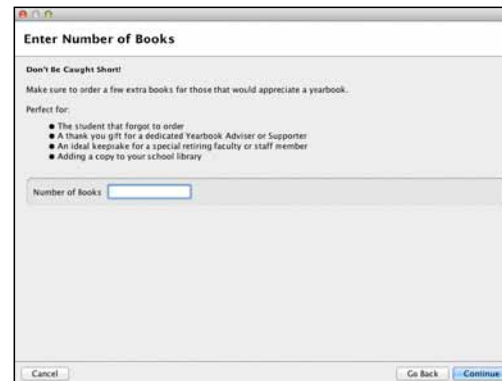 Enter Number of Books
Don't Be Caught Short!
Make sure to order a few extra books for those that would appreciate a yearbook.
Perfect for:
● The student that forgot to order
● A thank you gift for a dedicated Yearbook Adviser or Supporter
● An ideal keepsake for a special retiring faculty or staff member
● Adding a copy to your school library
Number of Books
Cancel
Go Back
Continue